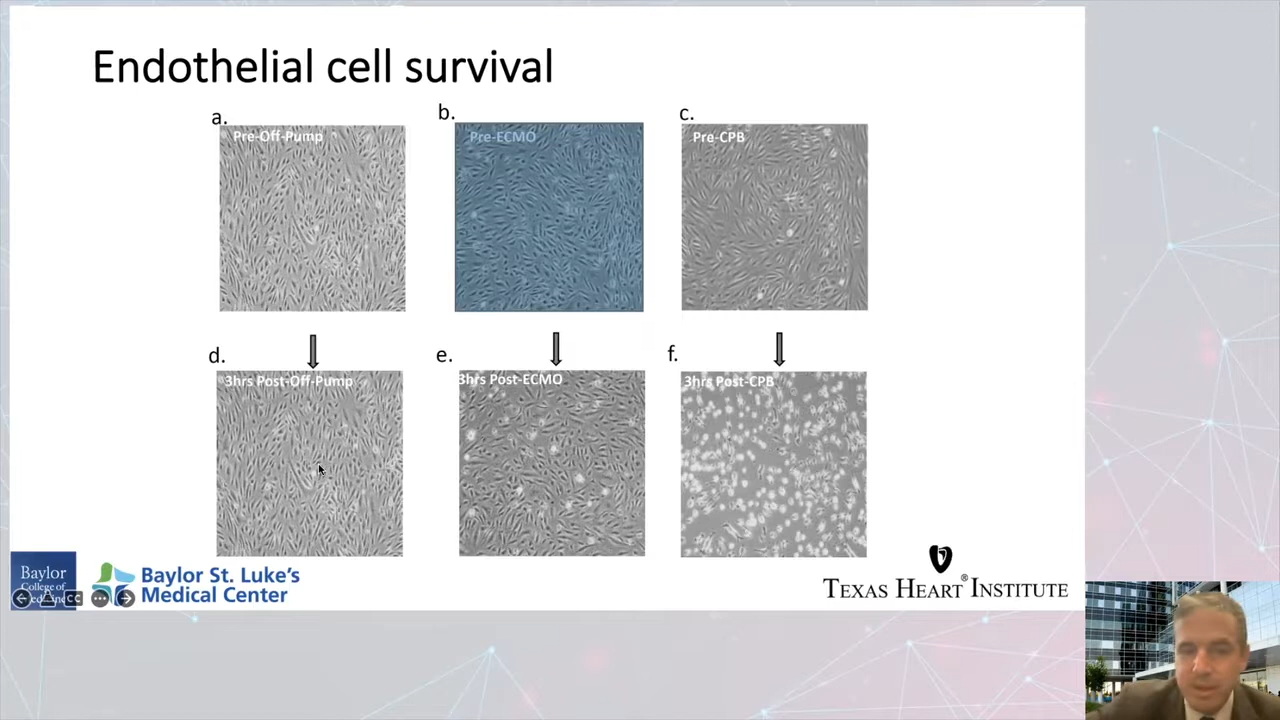 Endothelial cell survival
a.
b.
c.
Pre-Off-Pump
Pre-ECMO
Pre-CPB
d.
e.
f.
3hrs Post-Off-Pump
3hrs Post-ECMO
3hrs Post-CPB
Baylor
College of
Medicine
CC
Baylor St. Luke's
Medical Center
TEXAS HEART® INSTITUTE